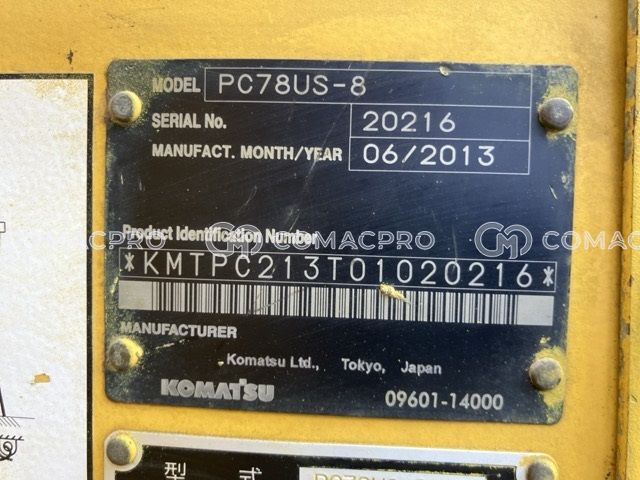 MODEL PC78US-8
SERIAL No. 20216
MANUFACT. MONTH/YEAR 06/2013
Product Identification Number
COMACPRO COMACPRO
*KMTPC213T01020216*
MANUFACTURER
Komatsu Ltd., Tokyo, Japan
KOMATSU 09601-14000
型 式